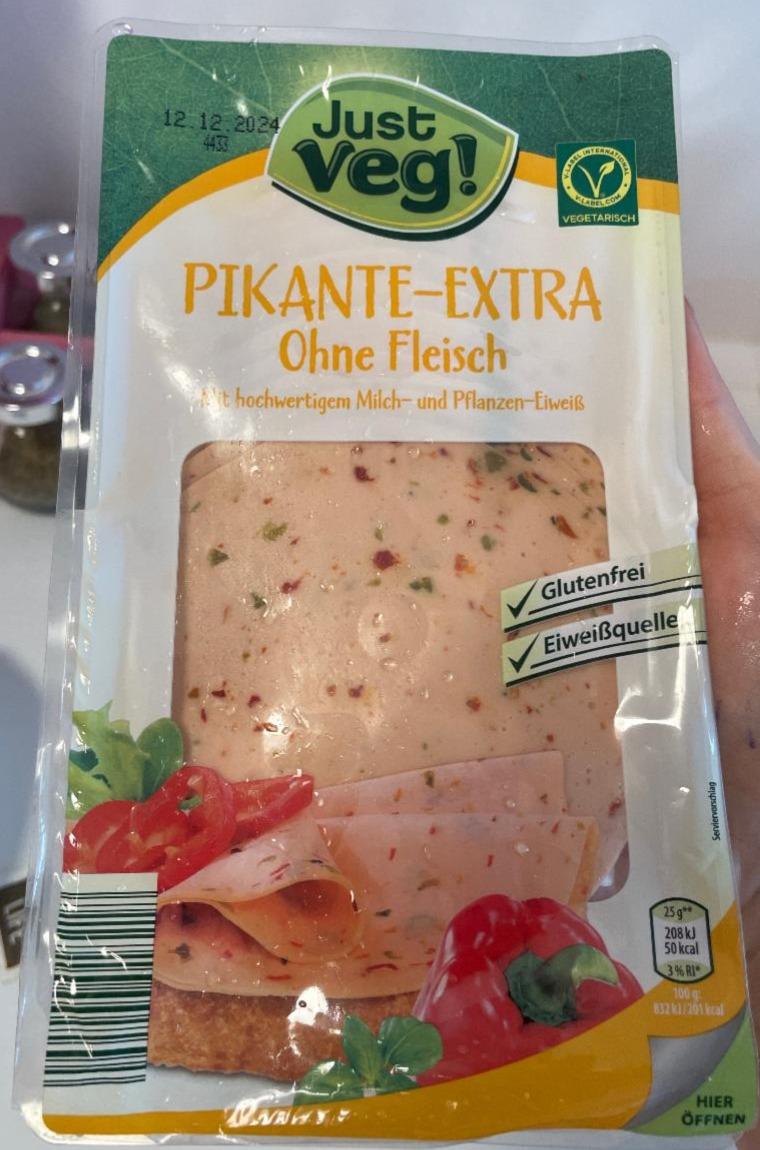 12.12.2024
4433
Just
Veg!
V-LABEL INTERNATIONAL
V-LABEL.COM
VEGETARISCH
PIKANTE-EXTRA
Ohne Fleisch
Mit hochwertigem Milch- und Pflanzen-Eiweiß
✓ Glutenfrei
✓ Eiweißquelle
Serviervorschlag
25 g**
208 kJ
50 kcal
3 % RI*
100 g:
832 kJ/201 kcal
HIER
ÖFFNEN